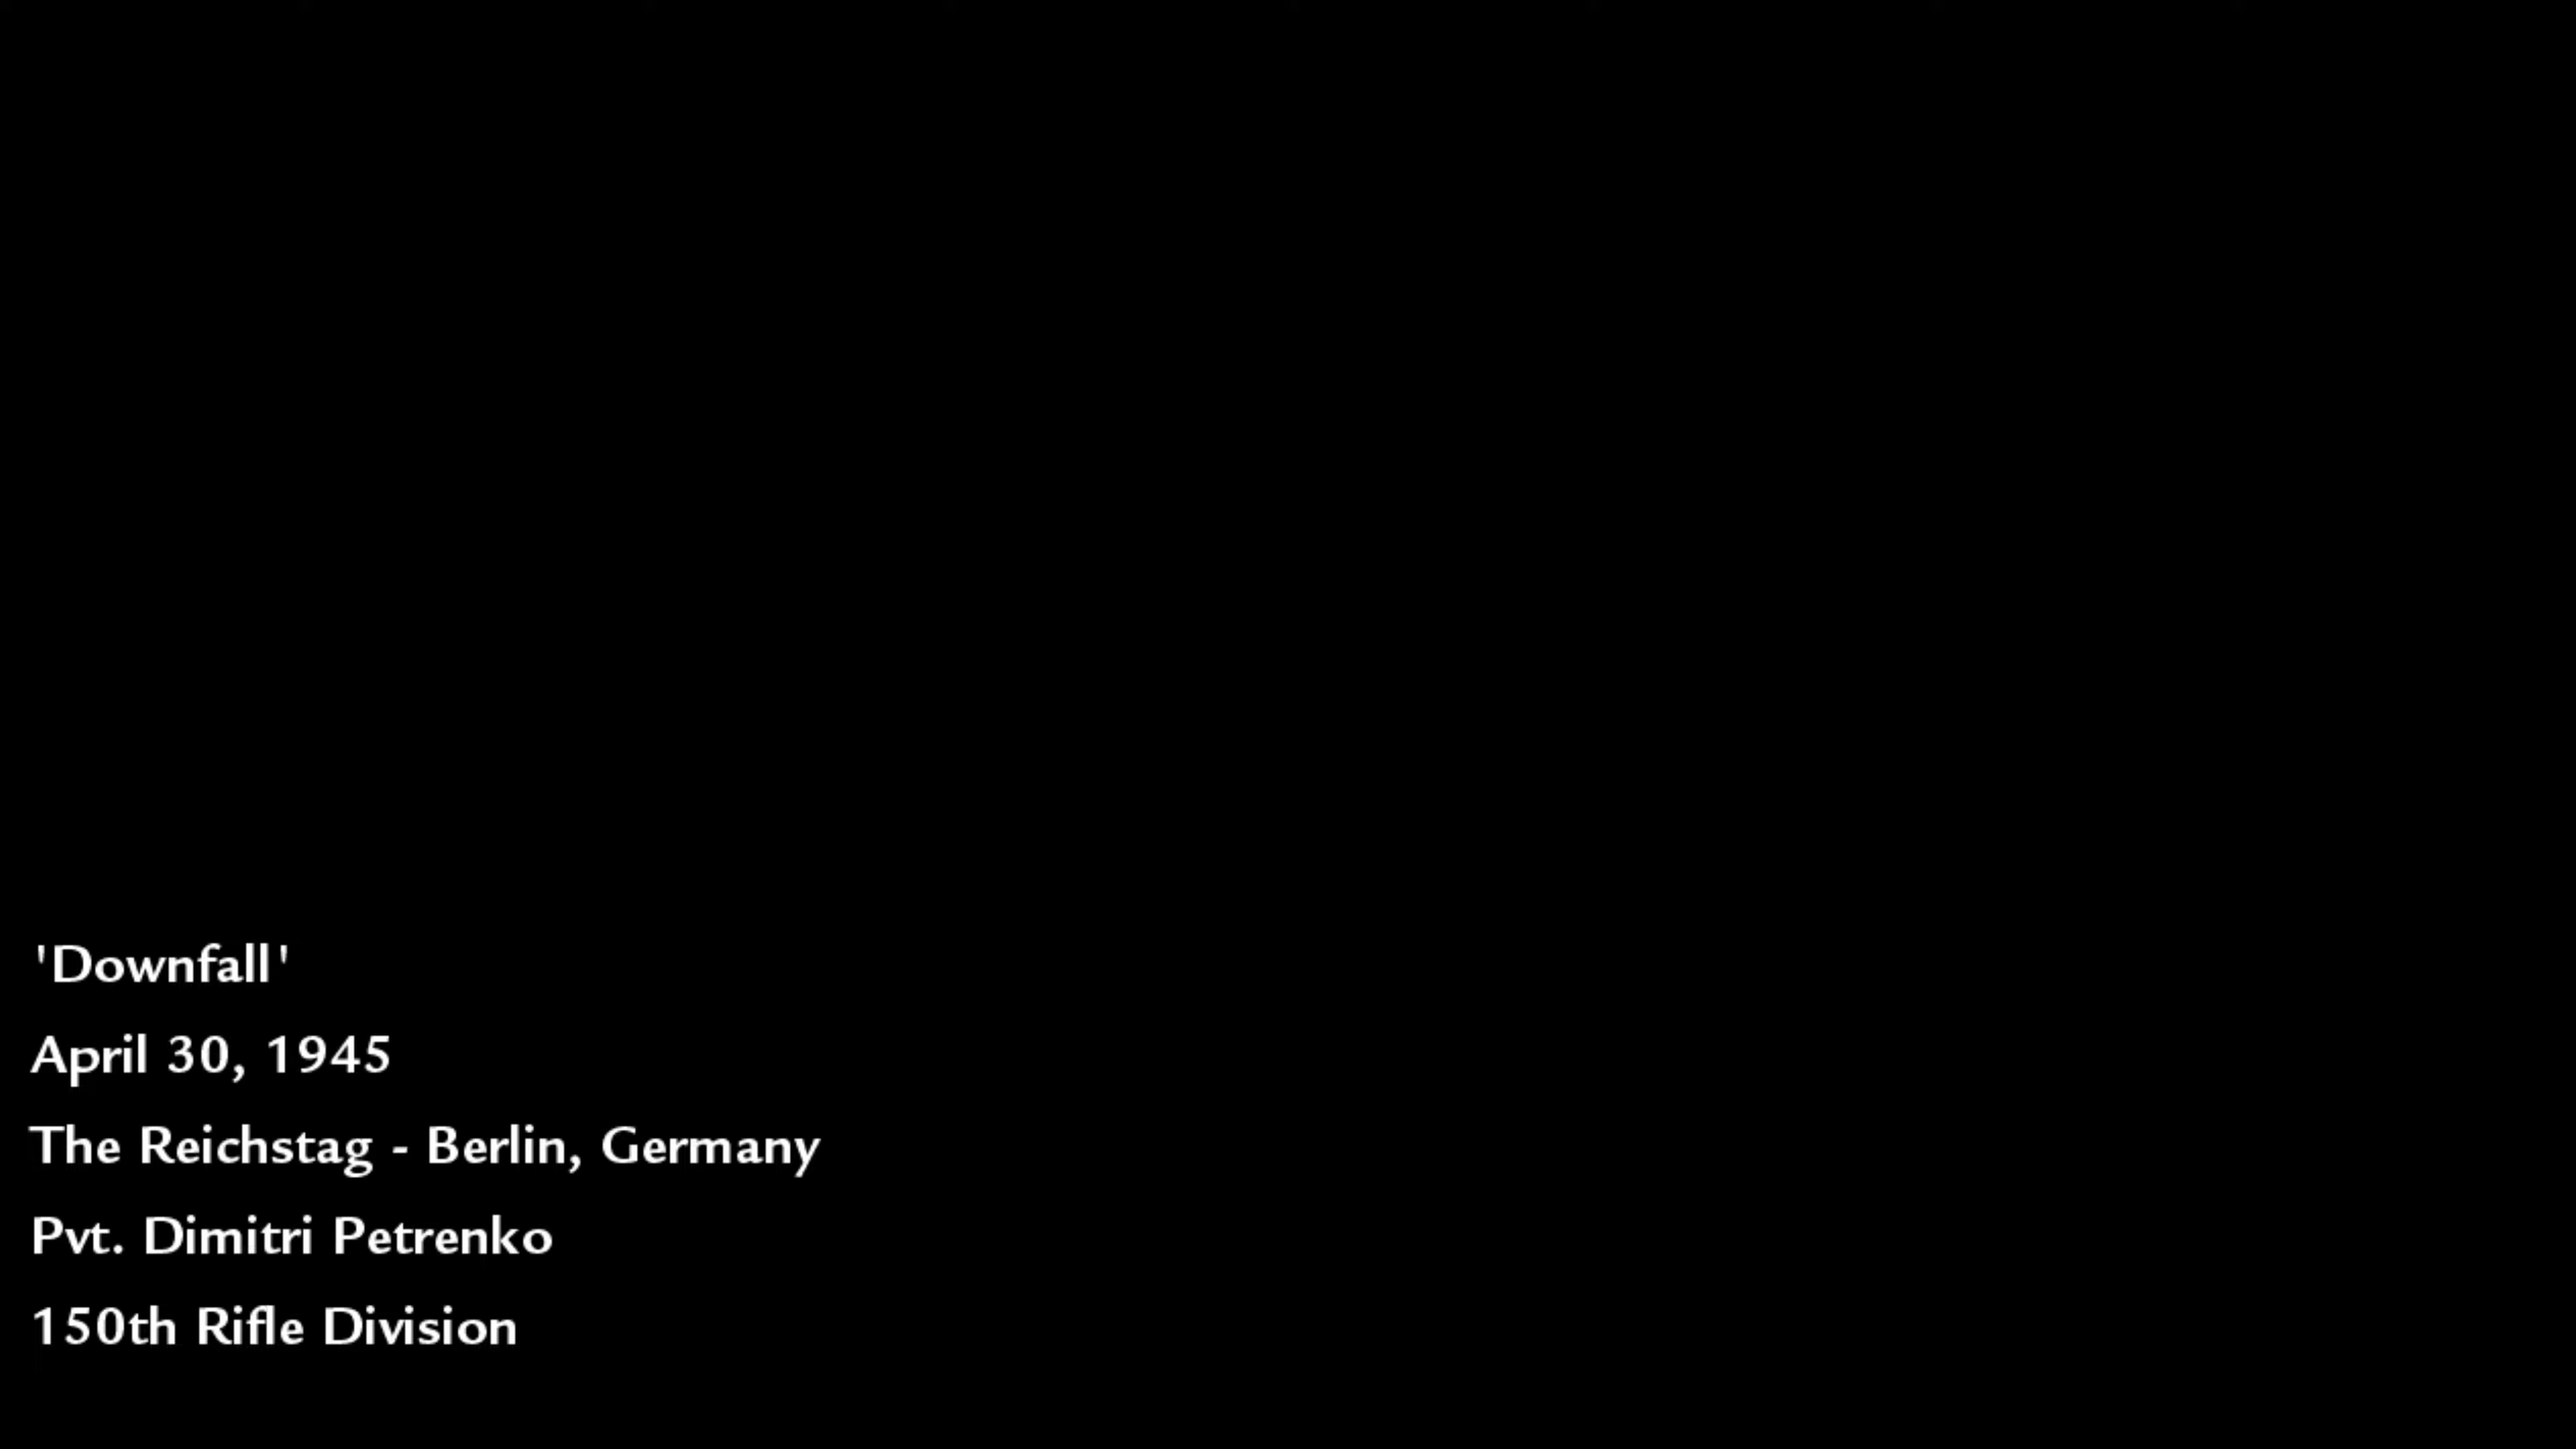 'Downfall'
April 30, 1945
The Reichstag - Berlin, Germany
Pvt. Dimitri Petrenko
150th Rifle Division